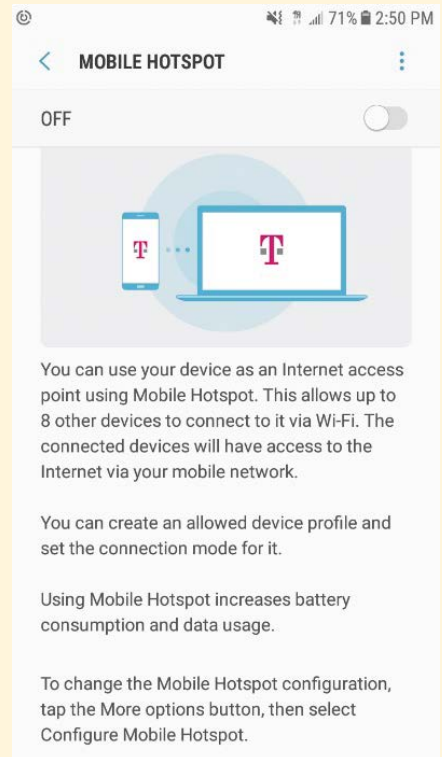 71% 2:50 PM
MOBILE HOTSPOT
OFF
T T
You can use your device as an Internet access
point using Mobile Hotspot. This allows up to
8 other devices to connect to it via Wi-Fi. The
connected devices will have access to the
Internet via your mobile network.
You can create an allowed device profile and
set the connection mode for it.
Using Mobile Hotspot increases battery
consumption and data usage.
To change the Mobile Hotspot configuration,
tap the More options button, then select
Configure Mobile Hotspot.